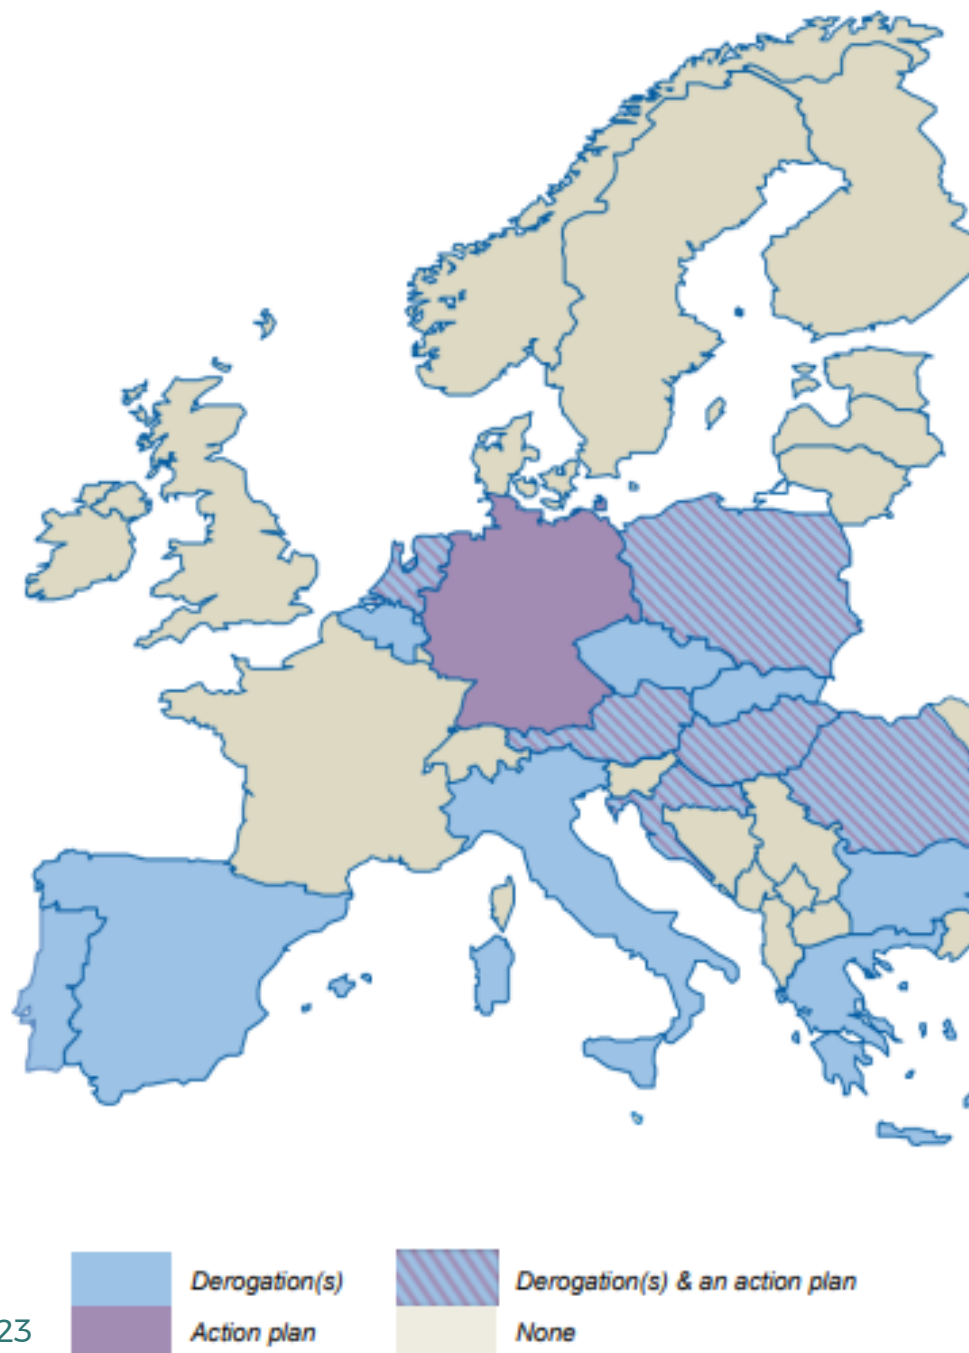 Derogation(s)
Derogation(s) & an action plan
23
Action plan
None